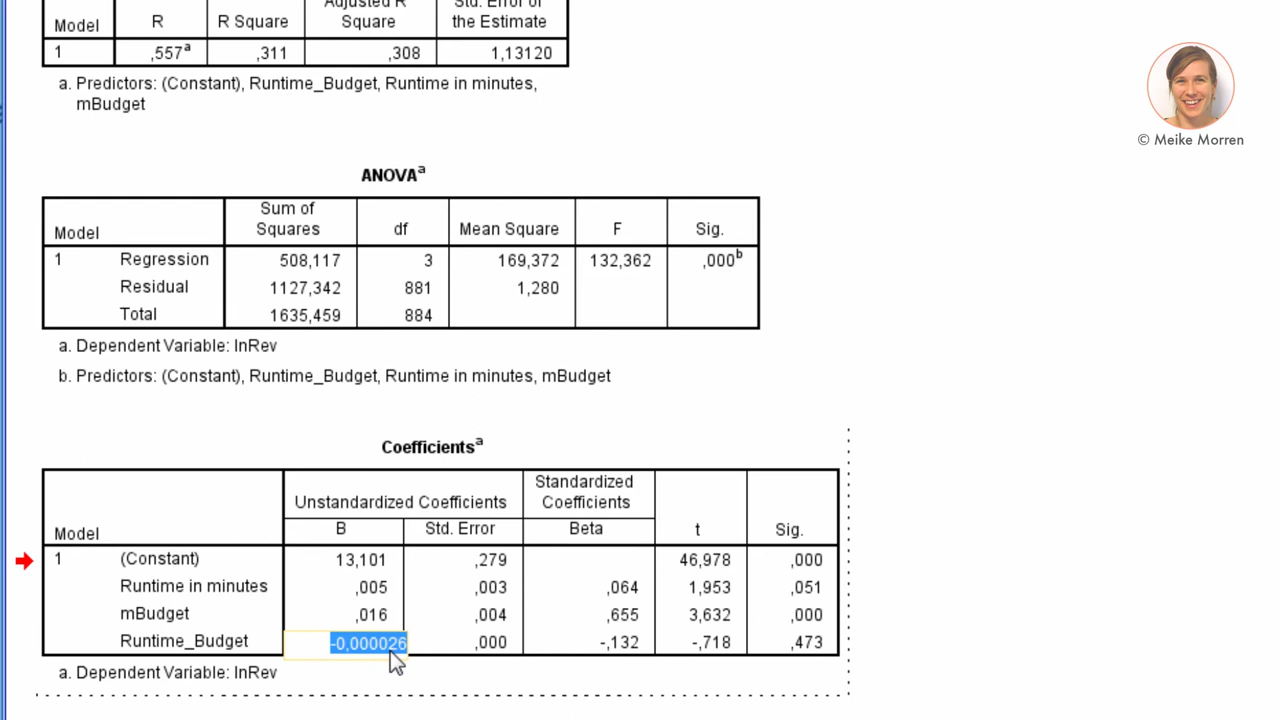 Adjusted R Std. Error of
Model R R Square Square the Estimate
1 ,557a ,311 ,308 1,13120
a. Predictors: (Constant), Runtime_Budget, Runtime in minutes,
mBudget
© Meike Morren
ANOVAa
Model Sum of Squares df Mean Square F Sig.
1 Regression 508,117 3 169,372 132,362 ,000b
Residual 1127,342 881 1,280
Total 1635,459 884
a. Dependent Variable: lnRev
b. Predictors: (Constant), Runtime_Budget, Runtime in minutes, mBudget
Coefficientsa
Unstandardized Coefficients Standardized Coefficients
Model B Std. Error Beta t Sig.
1 (Constant) 13,101 ,279 46,978 ,000
Runtime in minutes ,005 ,003 ,064 1,953 ,051
mBudget ,016 ,004 ,655 3,632 ,000
Runtime_Budget -0,000026 ,000 -,132 -,718 ,473
a. Dependent Variable: lnRev